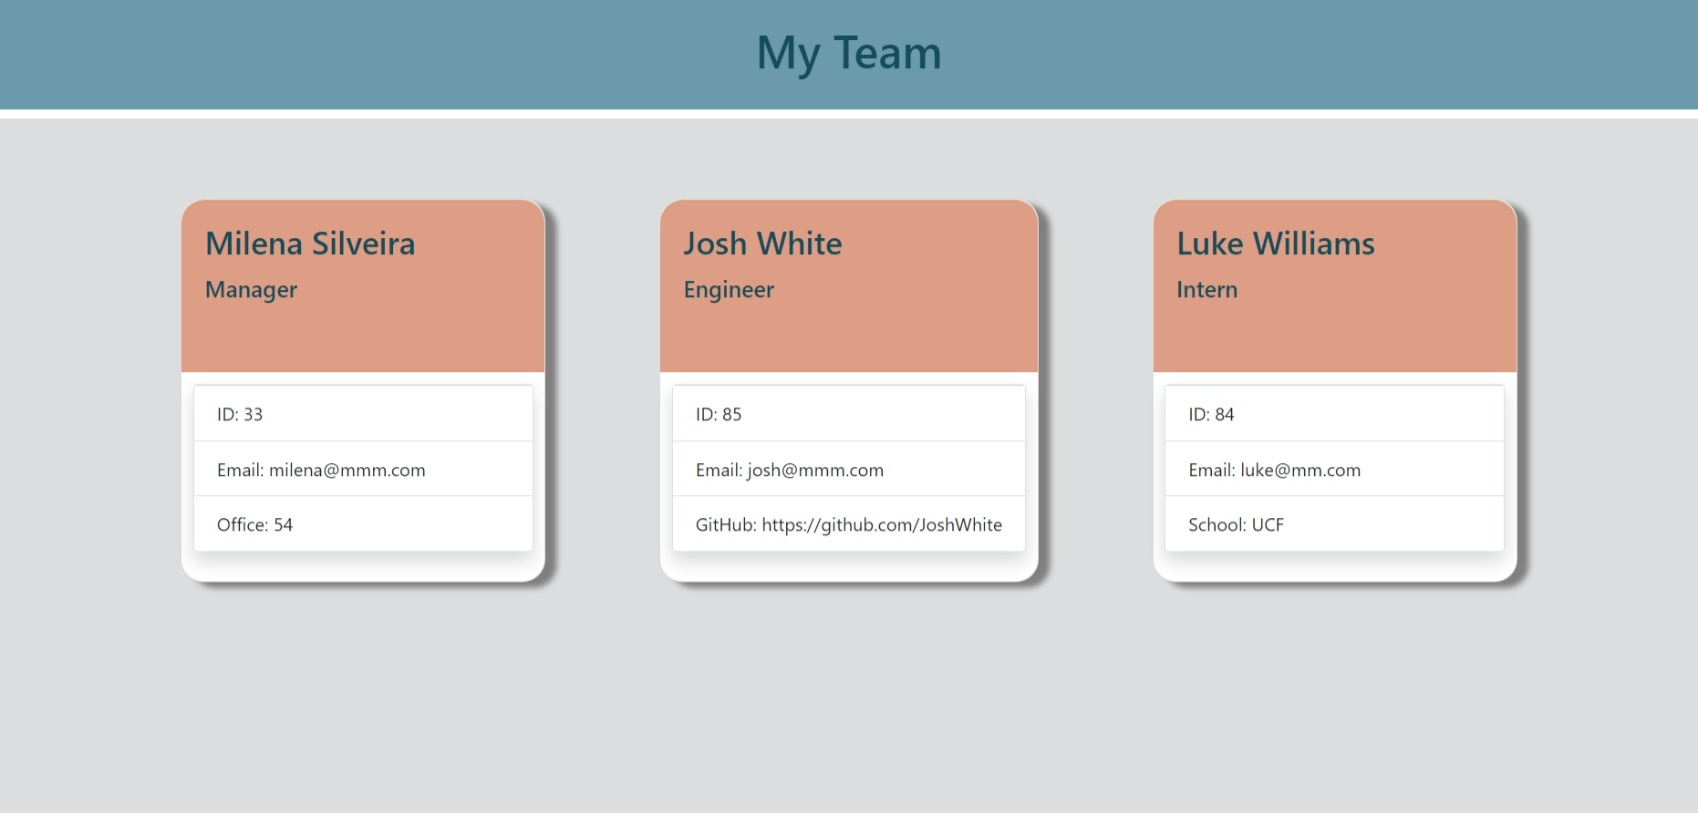 My Team
Milena Silveira
Manager
ID: 33
Email: milena@mmm.com
Office: 54
Josh White
Engineer
ID: 85
Email: josh@mmm.com
GitHub: https://github.com/JoshWhite
Luke Williams
Intern
ID: 84
Email: luke@mm.com
School: UCF